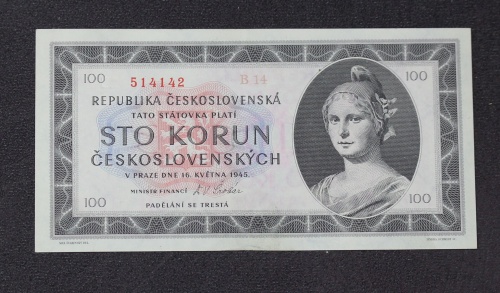 100
514142
B 14
100
REPUBLIKA ČESKOSLOVENSKÁ
TATO STÁTOVKA PLATÍ
STO KORUN
ČESKOSLOVENSKÝCH
V PRAZE DNE 16. KVĚTNA 1945.
MINISTR FINANCÍ
100
PADĚLÁNÍ SE TRESTÁ
100